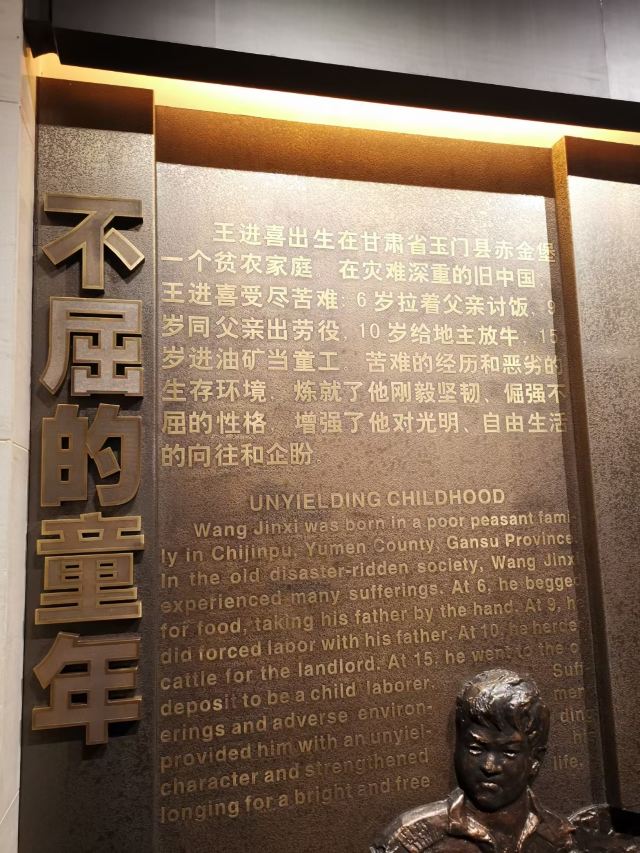 不屈的童年
王进喜出生在甘肃省玉门县赤金堡
一个贫农家庭 在灾难深重的旧中国,
王进喜受尽苦难: 6岁拉着父亲讨饭, 9
岁同父亲出劳役, 10岁给地主放牛, 15
岁进油矿当童工。苦难的经历和恶劣的
生存环境, 炼就了他刚毅坚韧、倔强不
屈的性格 增强了他对光明、自由生活
的向往和企盼。
UNYIELDING CHILDHOOD
Wang Jinxi was born in a poor peasant fami-
ly in Chijinpu, Yumen County, Gansu Province.
In the old disaster-ridden society, Wang Jinxi
experienced many sufferings. At 6, he begged
for food, taking his father by the hand. At 9,
did forced labor with his father. At 10, he herded
cattle for the landlord. At 15, he went to the
deposit to be a child laborer. Suff
erings and adverse environ- men
provided him with an unyiel- ding
character and strengthened
longing for a bright and free life.